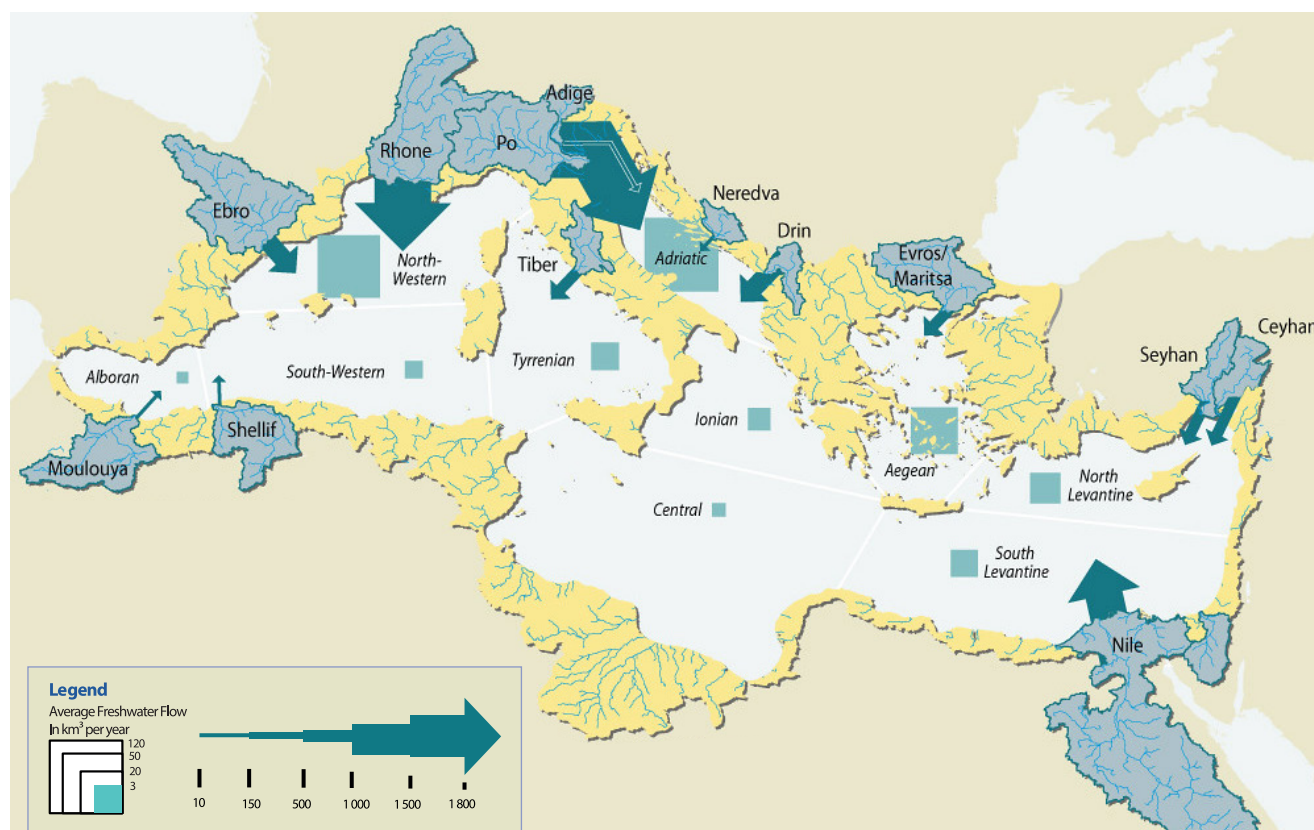 Adige
Rhone
Po
Neredva
Ebro
Drin
Evros/
Maritsa
North-
Western
Tiber
Adriatic
Ceyhan
Seyhan
Alboran
South-Western
Tyrrenian
Ionian
Shellif
Moulouya
Aegean
North
Levantine
Central
South
Levantine
Nile
Legend
Average Freshwater Flow
In km³ per year
120
50
20
3
10 150 500 1 000 1 500 1 800